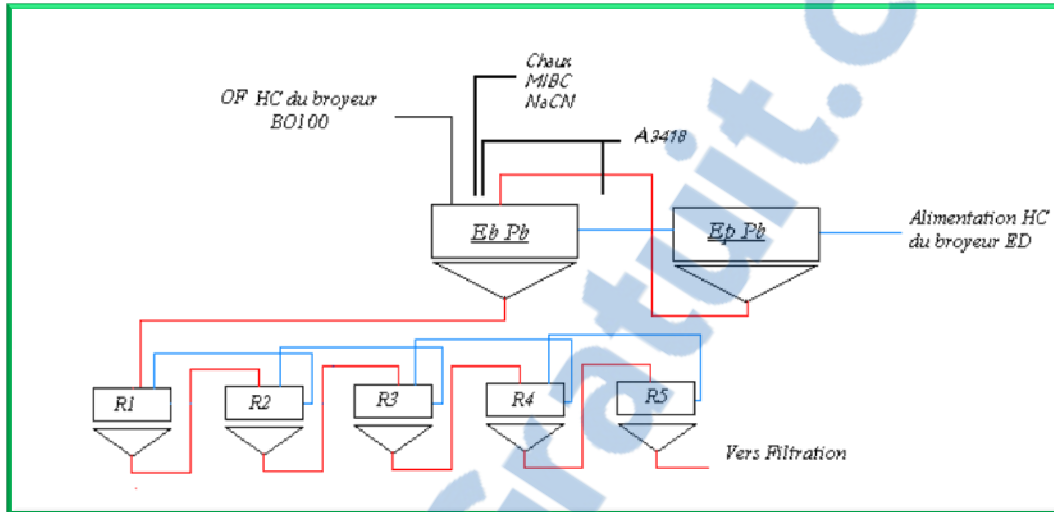 Chaux
MIBC
NaCN
OF HC du broyeur
BO100
A3418
Eb Pb
Ep Pb
Alimentation HC
du broyeur ED
R1
R2
R3
R4
R5
Vers Filtration
gratuit.c